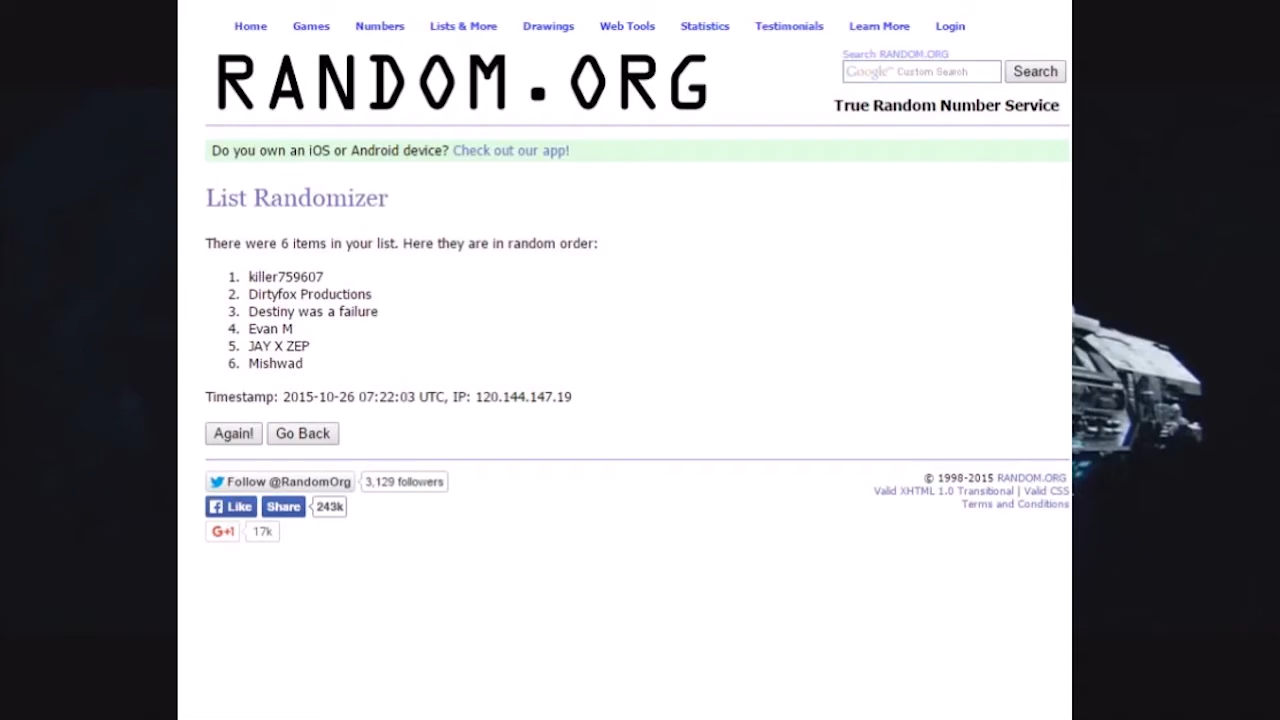 Home Games Numbers Lists & More Drawings Web Tools Statistics Testimonials Learn More Login
RANDOM.ORG
Search RANDOM.ORG
Google™ Custom Search Search
True Random Number Service
Do you own an iOS or Android device? Check out our app!
List Randomizer
There were 6 items in your list. Here they are in random order:
1. killer759607
2. Dirtyfox Productions
3. Destiny was a failure
4. Evan M
5. JAY X ZEP
6. Mishwad
Timestamp: 2015-10-26 07:22:03 UTC, IP: 120.144.147.19
Again! Go Back
Follow @RandomOrg 3,129 followers
Like Share 243k
G+1 17k
© 1998-2015 RANDOM.ORG
Valid XHTML 1.0 Transitional | Valid CSS
Terms and Conditions